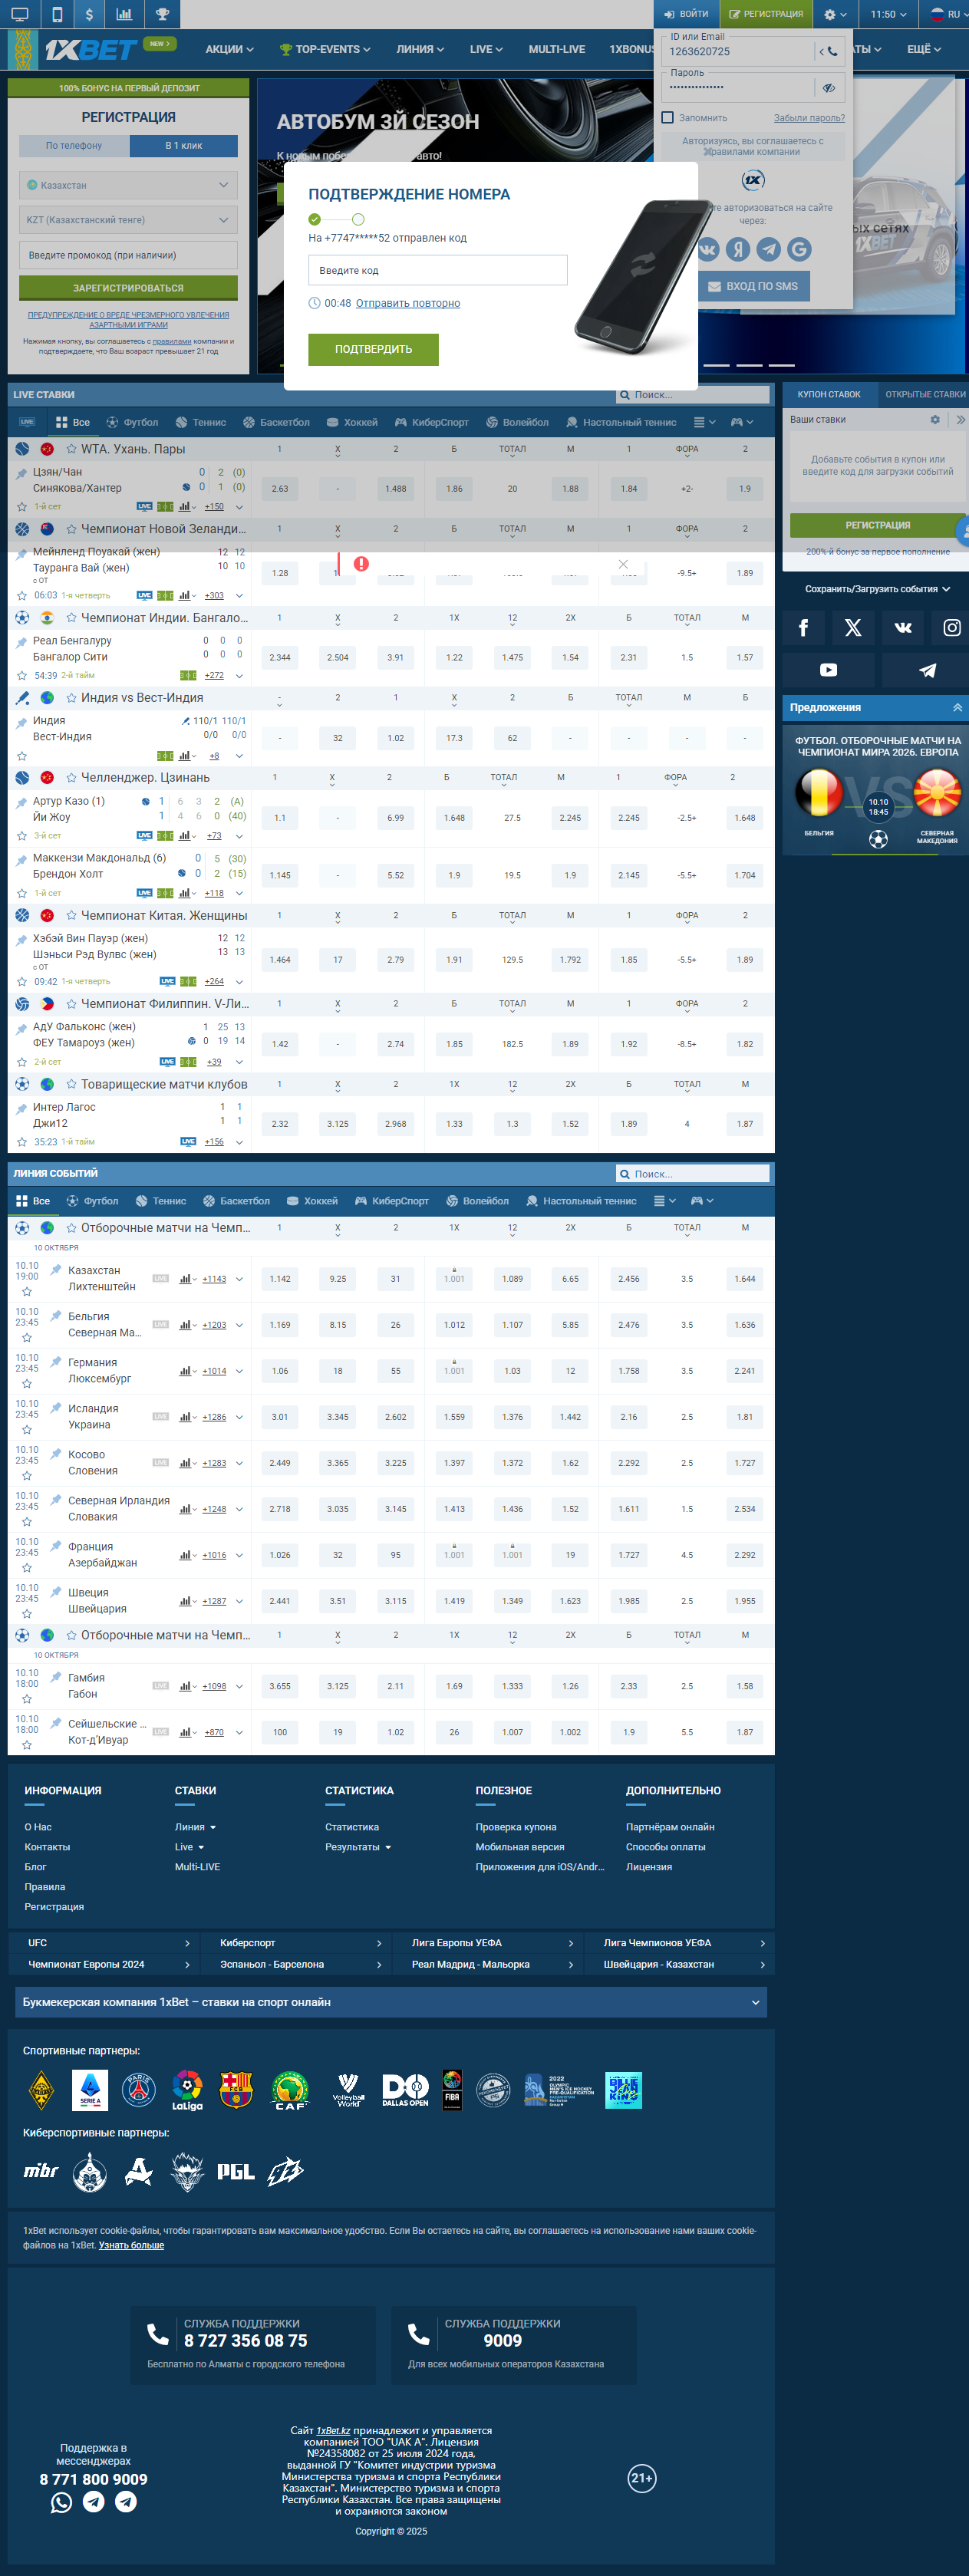 ВОЙТИ
РЕГИСТРАЦИЯ
11:50
RU
1XBET
NEW
АКЦИИ
TOP-EVENTS
ЛИНИЯ
LIVE
MULTI-LIVE
1XBONUS
ЕЩЁ
ID или Email
1263620725
Пароль
Запомнить
Забыли пароль?
Авторизуясь, вы соглашаетесь с
правилами компании
авторизоваться на сайте
через:
ВХОД ПО SMS
100% БОНУС НА ПЕРВЫЙ ДЕПОЗИТ
РЕГИСТРАЦИЯ
По телефону
В 1 клик
Казахстан
KZT (Казахстанский тенге)
Введите промокод (при наличии)
ЗАРЕГИСТРИРОВАТЬСЯ
ПРЕДУПРЕЖДЕНИЕ О ВРЕДЕ ЧРЕЗМЕРНОГО УВЛЕЧЕНИЯ
АЗАРТНЫМИ ИГРАМИ
Нажимая кнопку, вы соглашаетесь с правилами компании и
подтверждаете, что Ваш возраст превышает 21 год
АВТОБУМ 3Й СЕЗОН
ПОДТВЕРЖДЕНИЕ НОМЕРА
На +7747*****52 отправлен код
Введите код
00:48 Отправить повторно
ПОДТВЕРДИТЬ
LIVE СТАВКИ
Поиск...
LIVE Все Футбол Теннис Баскетбол Хоккей КиберСпорт Волейбол Настольный теннис
WTA. Ухань. Пары 1 X 2 Б ТОТАЛ М 1 ФОРА 2
Цзян/Чан 0 2 (0)
Синякова/Хантер 0 1 (0)
2.63 - 1.488 1.86 20 1.88 1.84 +2- 1.9
1-й сет LIVE +150
Чемпионат Новой Зеланди... 1 X 2 Б ТОТАЛ М 1 ФОРА 2
Мейнленд Поуакай (жен) 12 12
Тауранга Вай (жен) 10 10
с ОТ
1.28 -9.5+ 1.89
06:03 1-я четверть LIVE +303
Чемпионат Индии. Бангало... 1 X 2 1X 12 2X Б ТОТАЛ М
Реал Бенгалуру 0 0 0
Бангалор Сити 0 0 0
2.344 2.504 3.91 1.22 1.475 1.54 2.31 1.5 1.57
54:39 2-й тайм +272
Индия vs Вест-Индия - 2 1 X 2 Б ТОТАЛ М Б
Индия 110/1 110/1
Вест-Индия 0/0 0/0
- 32 1.02 17.3 62 - - - -
+8
Челленджер. Цзинань 1 X 2 Б ТОТАЛ М 1 ФОРА 2
Артур Казо (1) 1 6 3 2 (A)
Йи Жоу 1 4 6 0 (40)
1.1 - 6.99 1.648 27.5 2.245 2.245 -2.5+ 1.648
3-й сет LIVE +73
Маккензи Макдональд (6) 0 5 (30)
Брендон Холт 0 2 (15)
1.145 - 5.52 1.9 19.5 1.9 2.145 -5.5+ 1.704
1-й сет LIVE +118
Чемпионат Китая. Женщины 1 X 2 Б ТОТАЛ М 1 ФОРА 2
Хэбэй Вин Пауэр (жен) 12 12
Шэньси Рэд Вулвс (жен) 13 13
с ОТ
1.464 17 2.79 1.91 129.5 1.792 1.85 -5.5+ 1.89
09:42 1-я четверть LIVE +264
Чемпионат Филиппин. V-Ли... 1 X 2 Б ТОТАЛ М 1 ФОРА 2
АдУ Фальконс (жен) 1 25 13
ФЕУ Тамароуз (жен) 0 19 14
1.42 - 2.74 1.85 182.5 1.89 1.92 -8.5+ 1.82
2-й сет LIVE +39
Товарищеские матчи клубов 1 X 2 1X 12 2X Б ТОТАЛ М
Интер Лагос 1 1
Джи12 1 1
2.32 3.125 2.968 1.33 1.3 1.52 1.89 4 1.87
35:23 1-й тайм LIVE +156
КУПОН СТАВОК
ОТКРЫТЫЕ СТАВКИ
Ваши ставки
Добавьте события в купон или
введите код для загрузки событий
РЕГИСТРАЦИЯ
200%-й бонус за первое пополнение
Сохранить/Загрузить события
Предложения
ФУТБОЛ. ОТБОРОЧНЫЕ МАТЧИ НА
ЧЕМПИОНАТ МИРА 2026. ЕВРОПА
VS
10.10
18:45
БЕЛЬГИЯ
СЕВЕРНАЯ
МАКЕДОНИЯ
ЛИНИЯ СОБЫТИЙ
Поиск...
Все Футбол Теннис Баскетбол Хоккей КиберСпорт Волейбол Настольный теннис
Отборочные матчи на Чемп... 1 X 2 1X 12 2X Б ТОТАЛ М
10 ОКТЯБРЯ
10.10 19:00 Казахстан
Лихтенштейн LIVE +1143 1.142 9.25 31 1.001 1.089 6.65 2.456 3.5 1.644
10.10 23:45 Бельгия
Северная Ма... LIVE +1203 1.169 8.15 26 1.012 1.107 5.85 2.476 3.5 1.636
10.10 23:45 Германия
Люксембург +1014 1.06 18 55 1.001 1.03 12 1.758 3.5 2.241
10.10 23:45 Исландия
Украина LIVE +1286 3.01 3.345 2.602 1.559 1.376 1.442 2.16 2.5 1.81
10.10 23:45 Косово
Словения LIVE +1283 2.449 3.365 3.225 1.397 1.372 1.62 2.292 2.5 1.727
10.10 23:45 Северная Ирландия
Словакия +1248 2.718 3.035 3.145 1.413 1.436 1.52 1.611 1.5 2.534
10.10 23:45 Франция
Азербайджан +1016 1.026 32 95 1.001 1.001 19 1.727 4.5 2.292
10.10 23:45 Швеция
Швейцария +1287 2.441 3.51 3.115 1.419 1.349 1.623 1.985 2.5 1.955
Отборочные матчи на Чемп... 1 X 2 1X 12 2X Б ТОТАЛ М
10 ОКТЯБРЯ
10.10 18:00 Гамбия
Габон LIVE +1098 3.655 3.125 2.11 1.69 1.333 1.26 2.33 2.5 1.58
10.10 18:00 Сейшельские ...
Кот-д'Ивуар LIVE +870 100 19 1.02 26 1.007 1.002 1.9 5.5 1.87
ИНФОРМАЦИЯ
О Нас
Контакты
Блог
Правила
Регистрация
СТАВКИ
Линия
Live
Multi-LIVE
СТАТИСТИКА
Статистика
Результаты
ПОЛЕЗНОЕ
Проверка купона
Мобильная версия
Приложения для iOS/Andr...
ДОПОЛНИТЕЛЬНО
Партнёрам онлайн
Способы оплаты
Лицензия
UFC
Киберспорт
Лига Европы УЕФА
Лига Чемпионов УЕФА
Чемпионат Европы 2024
Эспаньол - Барселона
Реал Мадрид - Мальорка
Швейцария - Казахстан
Букмекерская компания 1xBet – ставки на спорт онлайн
Спортивные партнеры:
SERIE A
PARIS
LaLiga
FCB
CAF
Volleyball World
DALLAS OPEN
FIBA
Киберспортивные партнеры:
mibr
PGL
1xBet использует cookie-файлы, чтобы гарантировать вам максимальное удобство. Если Вы остаетесь на сайте, вы соглашаетесь на использование нами ваших cookie-
файлов на 1xBet. Узнать больше
СЛУЖБА ПОДДЕРЖКИ
8 727 356 08 75
Бесплатно по Алматы с городского телефона
СЛУЖБА ПОДДЕРЖКИ
9009
Для всех мобильных операторов Казахстана
Поддержка в
мессенджерах
8 771 800 9009
Сайт 1xBet.kz принадлежит и управляется
компанией ТОО "UAK A". Лицензия
№24358082 от 25 июля 2024 года,
выданной ГУ "Комитет индустрии туризма
Министерства туризма и спорта Республики
Казахстан". Министерство туризма и спорта
Республики Казахстан. Все права защищены
и охраняются законом
Copyright © 2025
21+